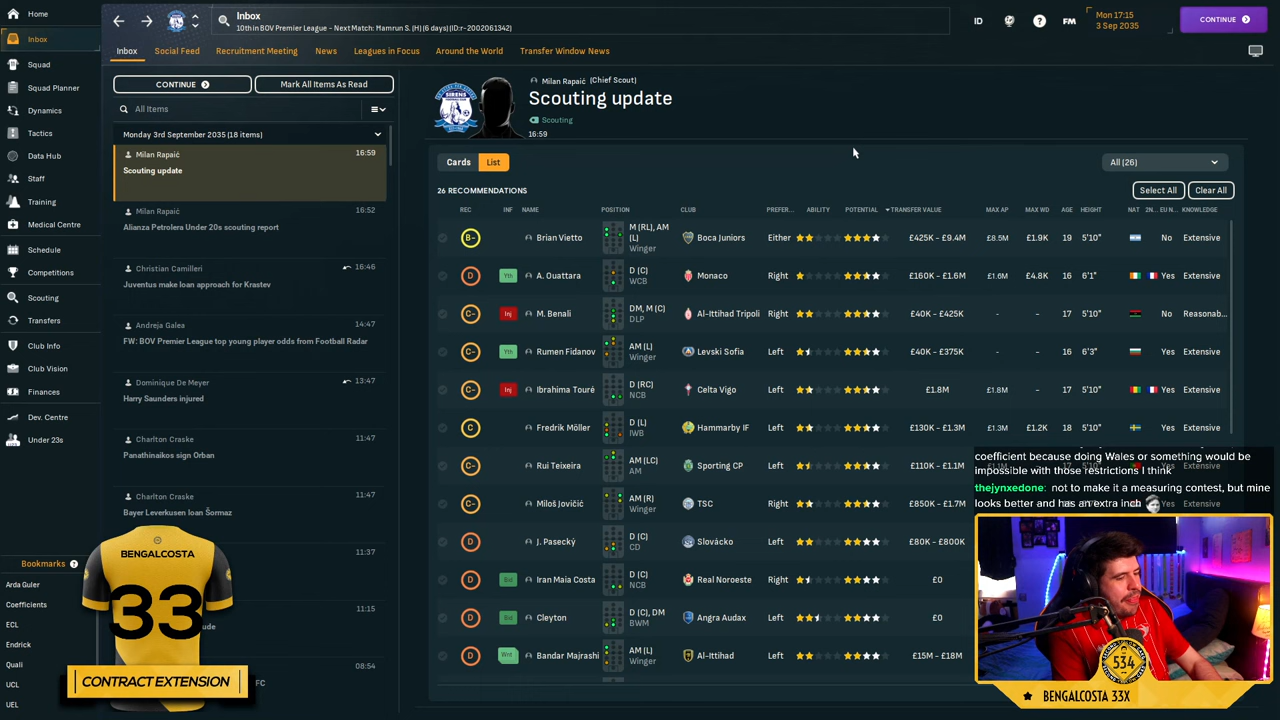 Home
Inbox
Squad
Squad Planner
Dynamics
Tactics
Data Hub
Staff
Training
Medical Centre
Schedule
Competitions
Scouting
Transfers
Club Info
Club Vision
Finances
Dev. Centre
Under 23s
Bookmarks
Arda Guler
Coefficients
ECL
Endrick
Quali
UCL
UEL
Inbox
10th in BOV Premier League - Next Match: Mamrun S. (H) (6 days) (ID:r-2002061342)
ID
FM
Mon 17:15
3 Sep 2035
CONTINUE
Inbox Social Feed Recruitment Meeting News Leagues in Focus Around the World Transfer Window News
CONTINUE
Mark All Items As Read
All Items
Monday 3rd September 2035 (18 items)
Milan Rapaić 16:59
Scouting update
Milan Rapaić 16:52
Alianza Petrolera Under 20s scouting report
Christian Camilleri 16:46
Juventus make loan approach for Krastev
Andreja Galea 14:47
FW: BOV Premier League top young player odds from Football Radar
Dominique De Meyer 13:47
Harry Saunders injured
Charlton Craske 11:47
Panathinaikos sign Orban
Charlton Craske 11:47
Bayer Leverkusen loan Šormaz
11:37
11:15
08:54
FC
SIRENS
Milan Rapaić (Chief Scout)
Scouting update
Scouting
16:59
Cards List All (26)
26 RECOMMENDATIONS
Select All Clear All
REC INF NAME POSITION CLUB PREFER... ABILITY POTENTIAL TRANSFER VALUE MAX AP MAX WD AGE HEIGHT NAT 2N... EU N... KNOWLEDGE
B- Brian Vietto M (RL), AM (L) Winger Boca Juniors Either £425K - £9.4M £8.5M £1.9K 19 5'10" No Extensive
D Yth A. Ouattara D (C) WCB Monaco Right £160K - £1.6M £1.6M £4.8K 16 6'1" Yes Extensive
C- Inj M. Benali DM, M (C) DLP Al-Ittihad Tripoli Right £40K - £425K - - 17 5'10" No Reasonab...
C- Yth Rumen Fidanov AM (L) Winger Levski Sofia Left £40K - £375K - - 16 6'3" Yes Extensive
C- Inj Ibrahima Touré D (RC) NCB Celta Vigo Left £1.8M £1.8M - 17 5'10" Yes Extensive
C Fredrik Möller D (L) IWB Hammarby IF Left £130K - £1.3M £1.3M £1.2K 18 5'10" Yes Extensive
C- Rui Teixeira AM (LC) AM Sporting CP Left £110K - £1.1M
C- Miloš Jovičić AM (R) Winger TSC Right £850K - £1.7M
D J. Pasecký D (C) CD Slovácko Left £80K - £800K
D Bid Iran Maia Costa D (C) NCB Real Noroeste Right £0
D Bid Cleyton D (C), DM BWM Angra Audax Left £0
D Wnt Bandar Majrashi AM (L) Winger Al-Ittihad Left £15M - £18M
coefficient because doing Wales or something would be
impossible with those restrictions I think
thejynxedone: not to make it a measuring contest, but mine
looks better and has an extra inch
BENGALCOSTA
33
CONTRACT EXTENSION
534
BENGALCOSTA 33X